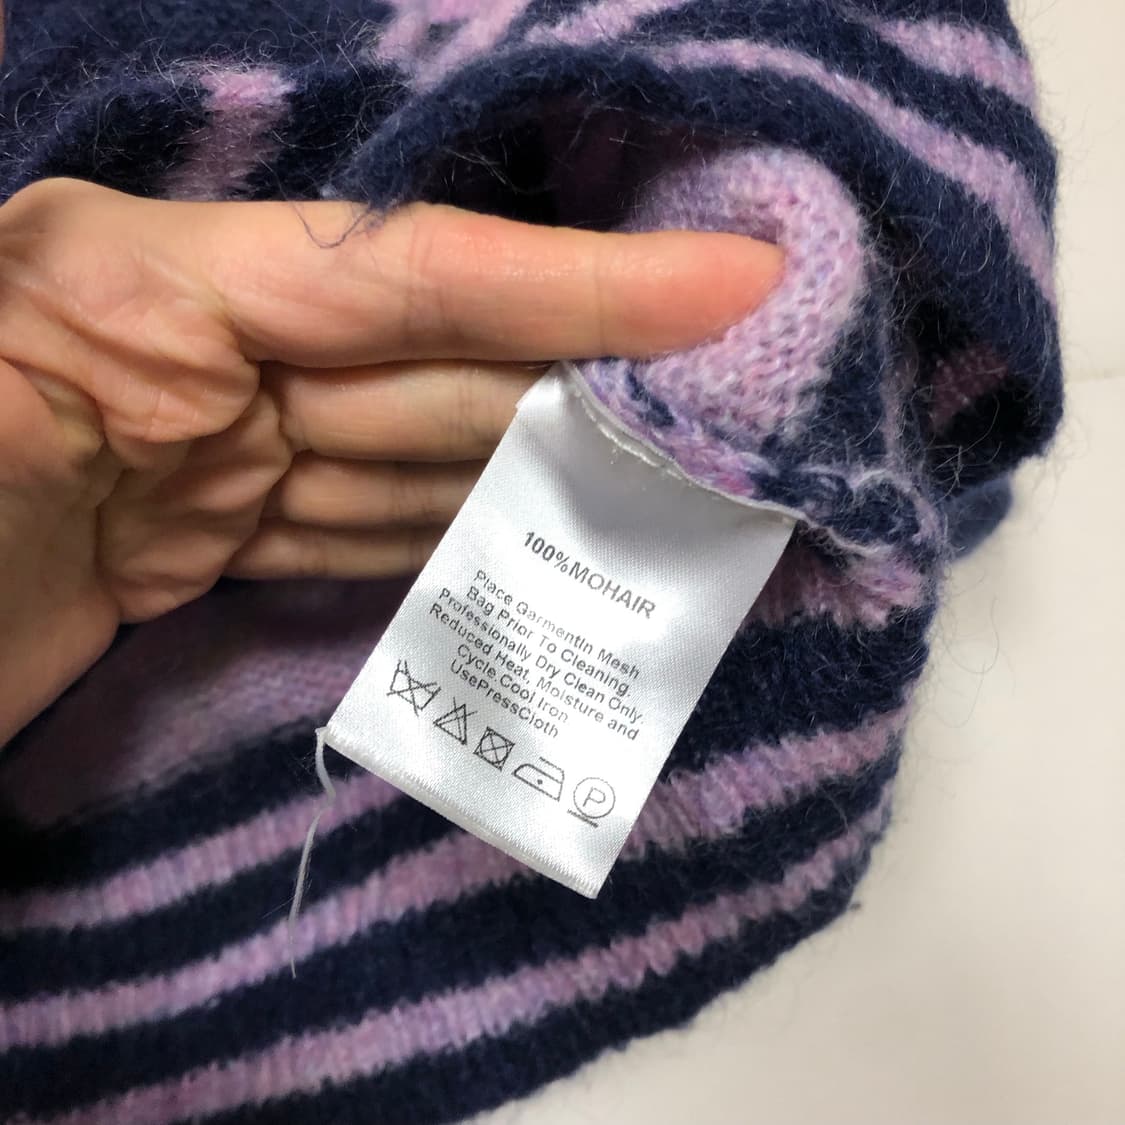 100%MOHAIR
Place GarmentIn Mesh
Bag Prior To Cleaning.
Professionally Dry Clean Only.
Reduced Heat, Moisture and
Cycle.Cool Iron
UsePressCloth
P